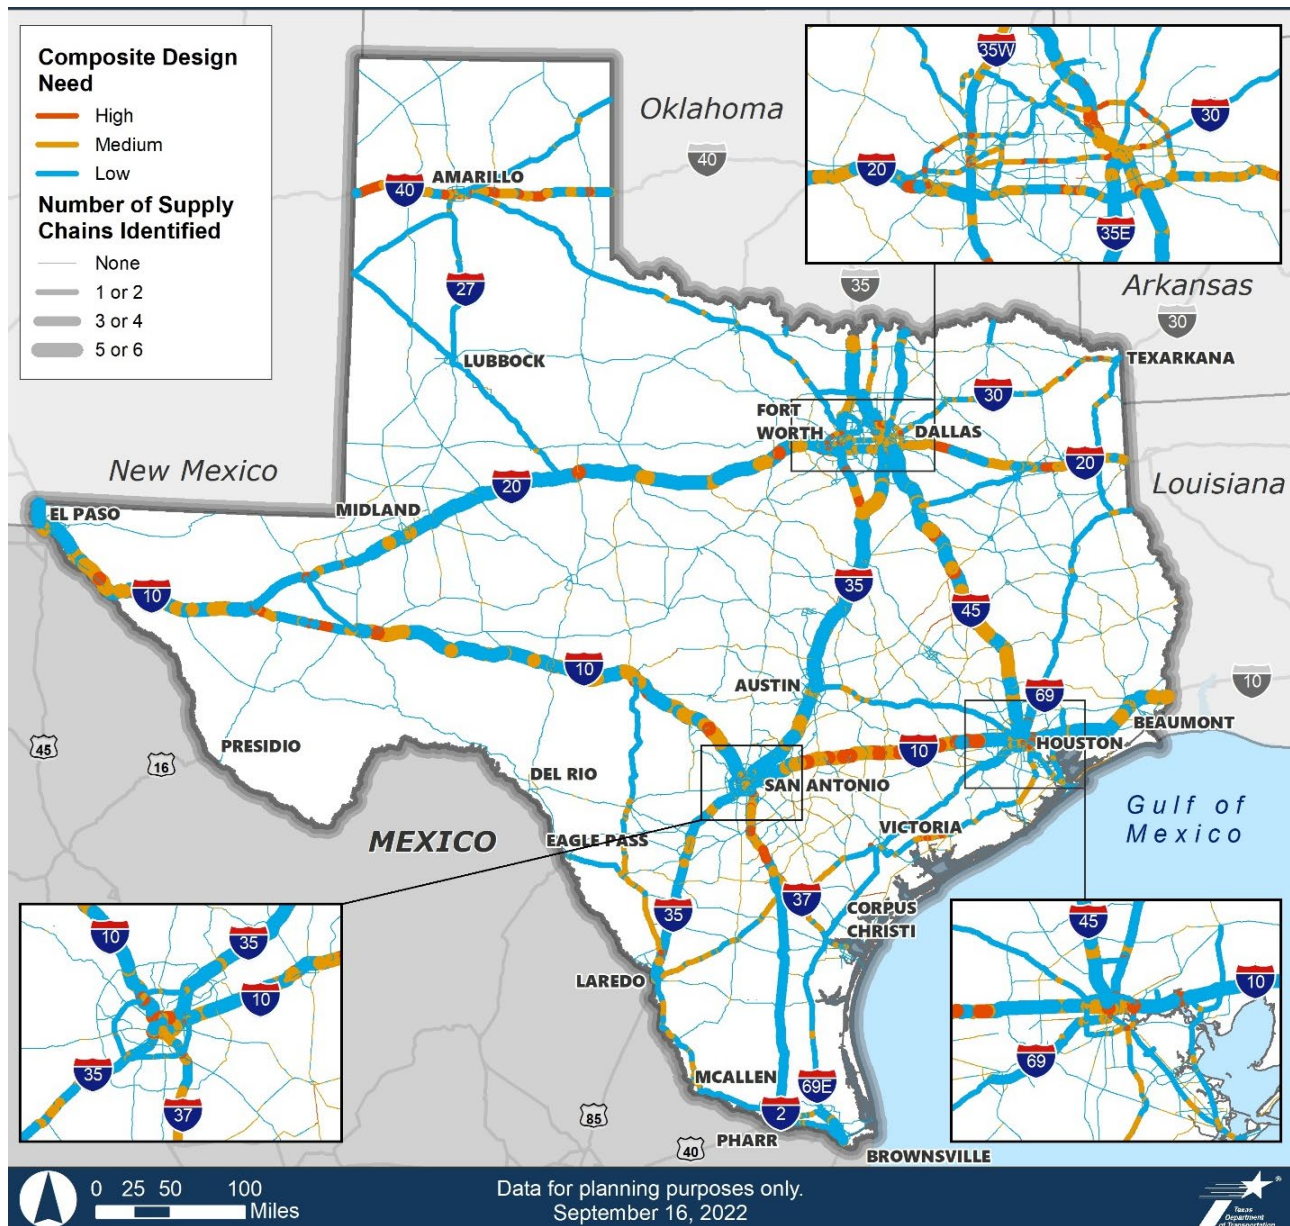 Composite Design
Need
High
Medium
Low
Number of Supply
Chains Identified
None
1 or 2
3 or 4
5 or 6
35W
30
20
35E
Oklahoma
40
40
AMARILLO
27
LUBBOCK
35
Arkansas
30
TEXARKANA
30
FORT
WORTH
DALLAS
20
Louisiana
New Mexico
20
MIDLAND
EL PASO
10
35
45
10
AUSTIN
69
10
BEAUMONT
HOUSTON
10
SAN ANTONIO
45
16
PRESIDIO
DEL RIO
MEXICO
EAGLE PASS
VICTORIA
Gulf of
Mexico
37
35
CORPUS
CHRISTI
LAREDO
MCALLEN
69E
2
PHARR
BROWNSVILLE
85
40
10
35
10
35
37
45
10
69
0 25 50 100
Miles
Data for planning purposes only.
September 16, 2022
®
Texas
Department
of Transportation